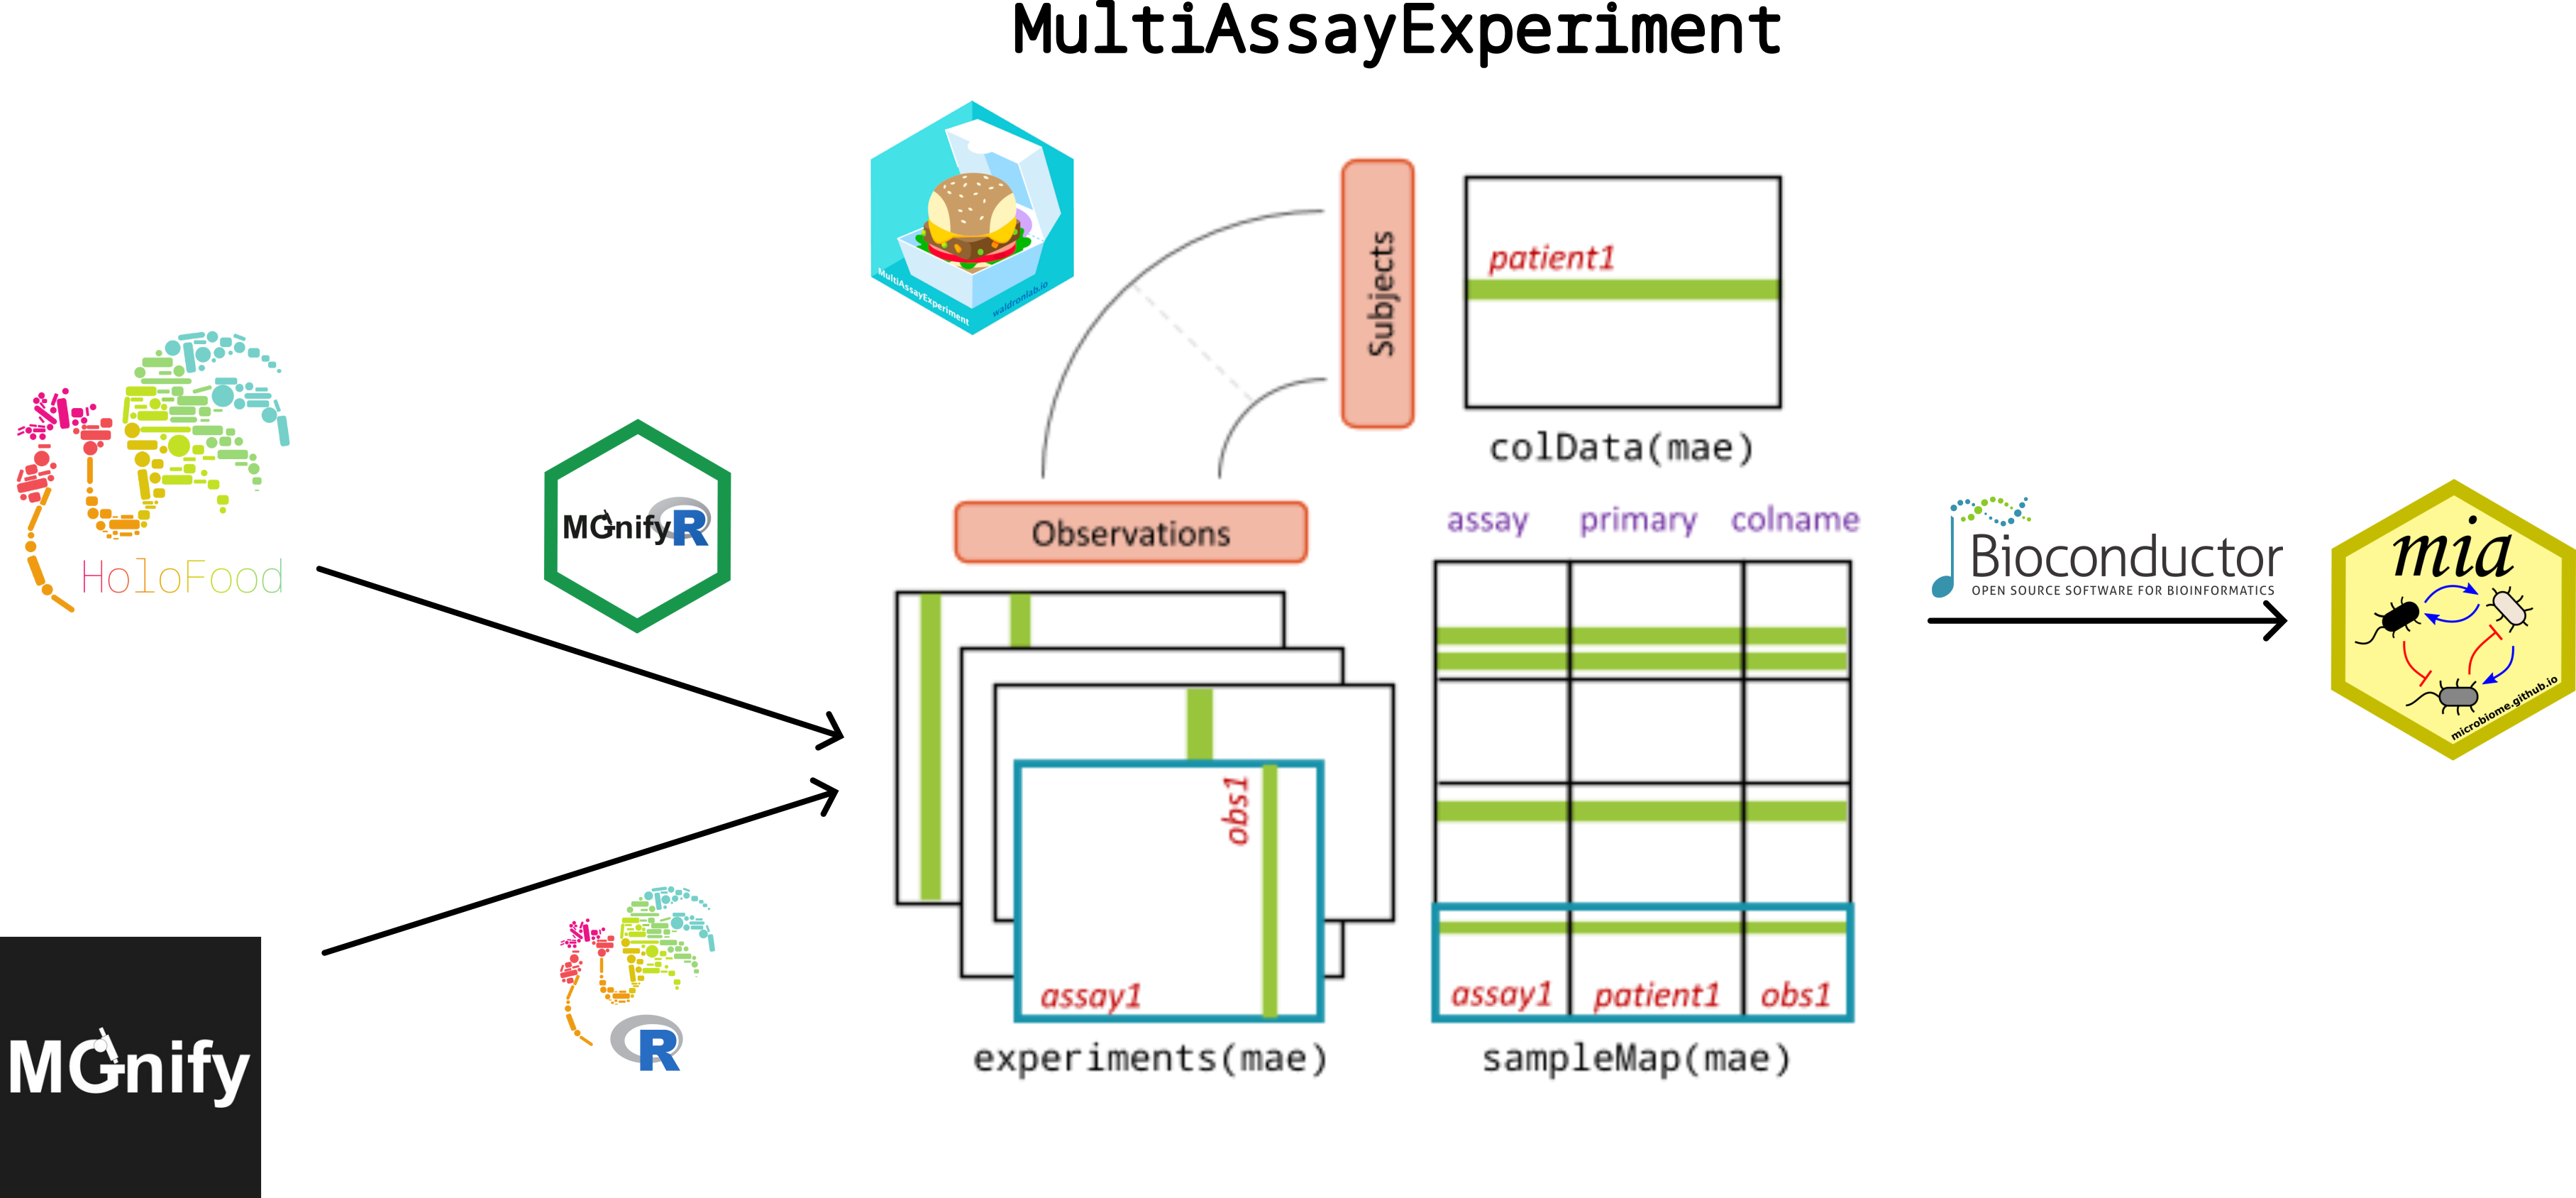 MultiAssayExperiment
MultiAssayExperiment
waldronlab.io
Subjects
patient1
colData(mae)
HoloFood
MGnifyR
Observations
assay primary colname
obs1
assay1
experiments(mae)
assay1 patient1 obs1
sampleMap(mae)
Bioconductor
OPEN SOURCE SOFTWARE FOR BIOINFORMATICS
mia
microbiome.github.io
R
MGnify